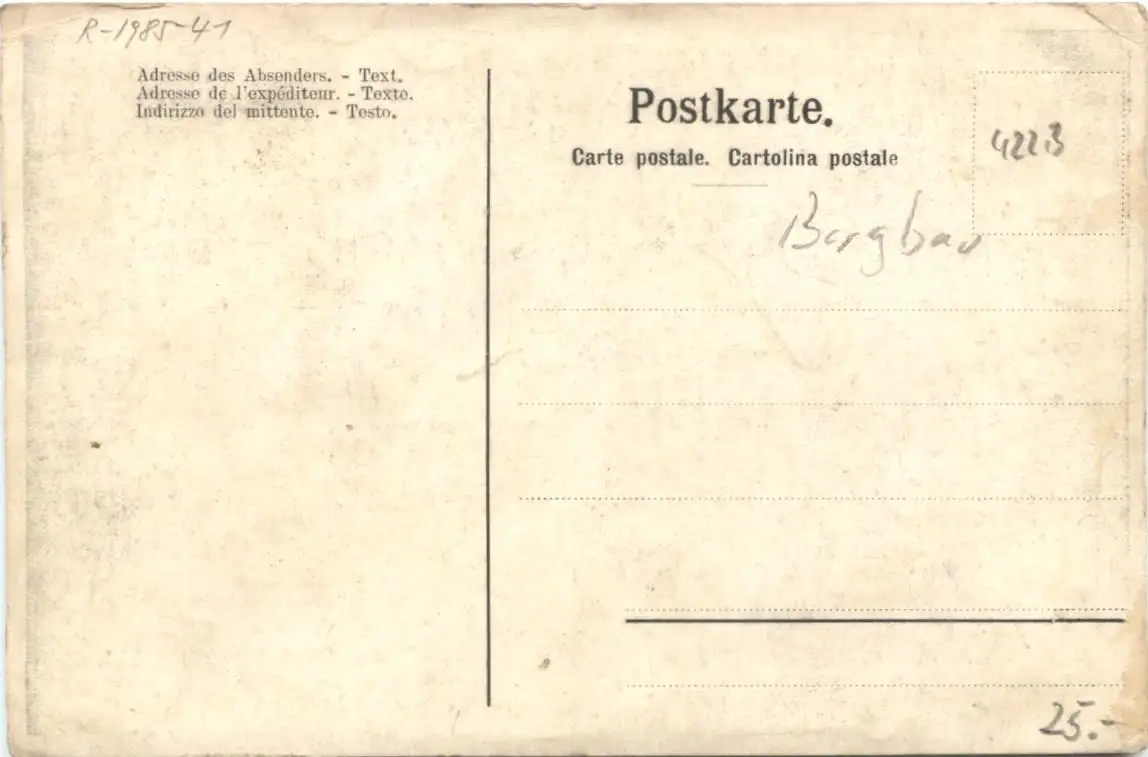 R-1985-41
Adresse des Absenders. - Text.
Adresse de l'expéditeur. - Texte.
Indirizzo del mittente. - Testo.
Postkarte.
Carte postale. Cartolina postale
4223
Bergbau
25.-